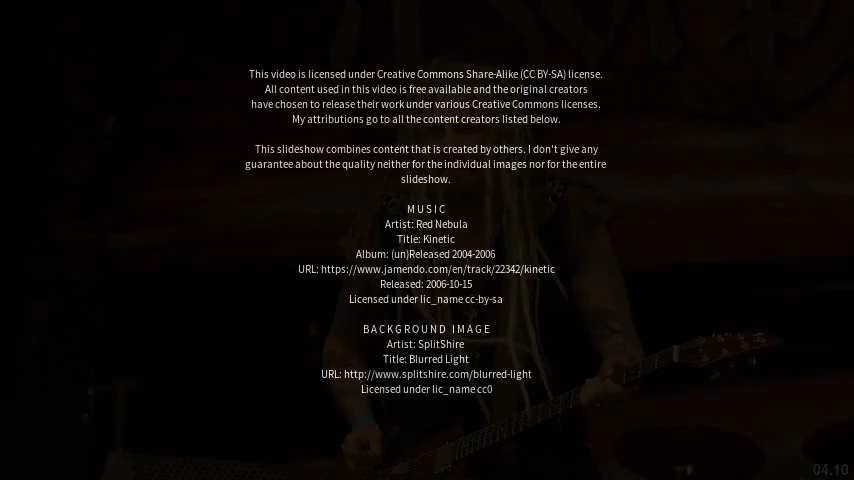 This video is licensed under Creative Commons Share-Alike (CC BY-SA) license.
All content used in this video is free available and the original creators
have chosen to release their work under various Creative Commons licenses.
My attributions go to all the content creators listed below.
This slideshow combines content that is created by others. I don't give any
guarantee about the quality neither for the individual images nor for the entire
slideshow.
MUSIC
Artist: Red Nebula
Title: Kinetic
Album: (un)Released 2004-2006
URL: https://www.jamendo.com/en/track/22342/kinetic
Released: 2006-10-15
Licensed under lic_name cc-by-sa
BACKGROUND IMAGE
Artist: SplitShire
Title: Blurred Light
URL: http://www.splitshire.com/blurred-light
Licensed under lic_name cc0
04.10